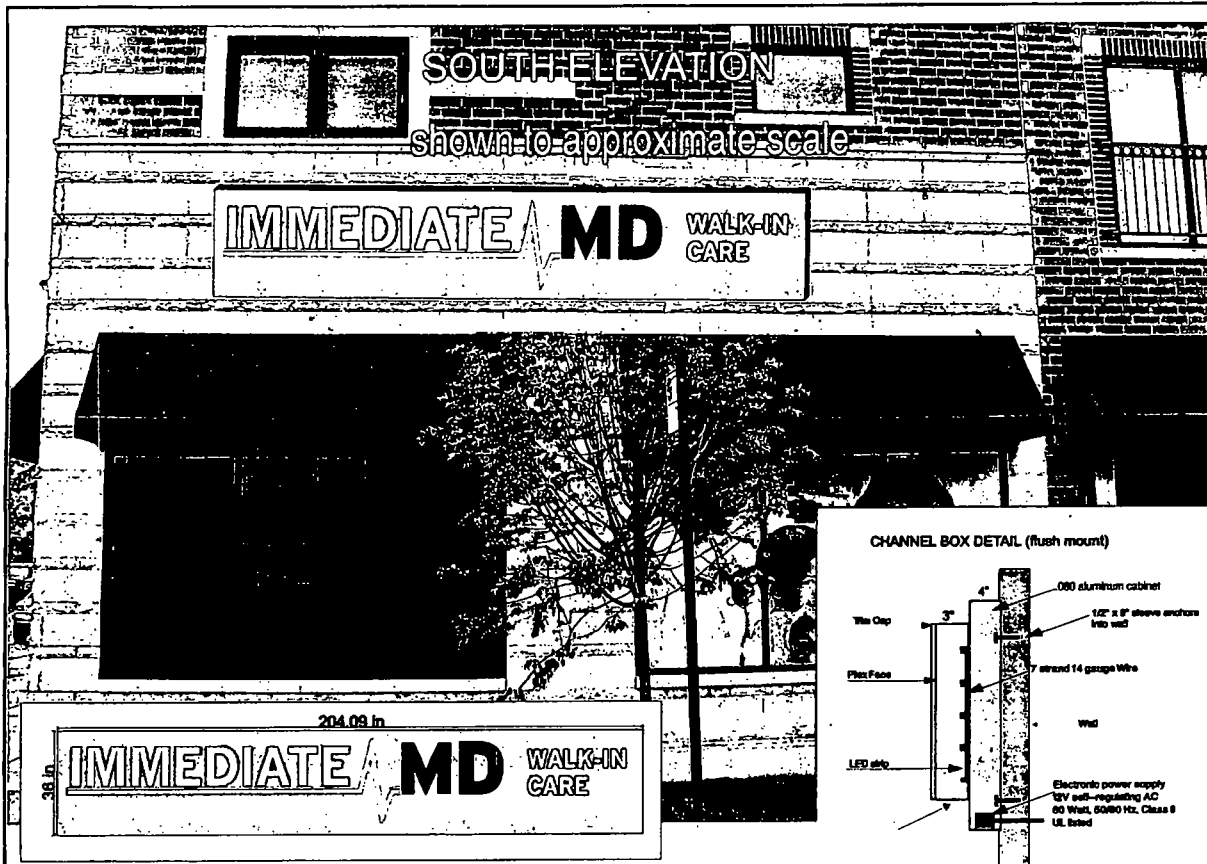 SOUTH ELEVATION
shown to approximate scale
IMMEDIATE MD WALK-IN
CARE
CHANNEL BOX DETAIL (flush mount)
4"
.080 aluminum cabinet
3"
1/2" x 8" sleeve anchors
into wall
Trim Cap
7 strand 14 gauge Wire
Plex Face
Wall
LED strip
Electronic power supply
12V self-regulating AC
60 Watt, 50/60 Hz, Class II
UL listed
204.09 in
36 in
IMMEDIATE MD WALK-IN
CARE